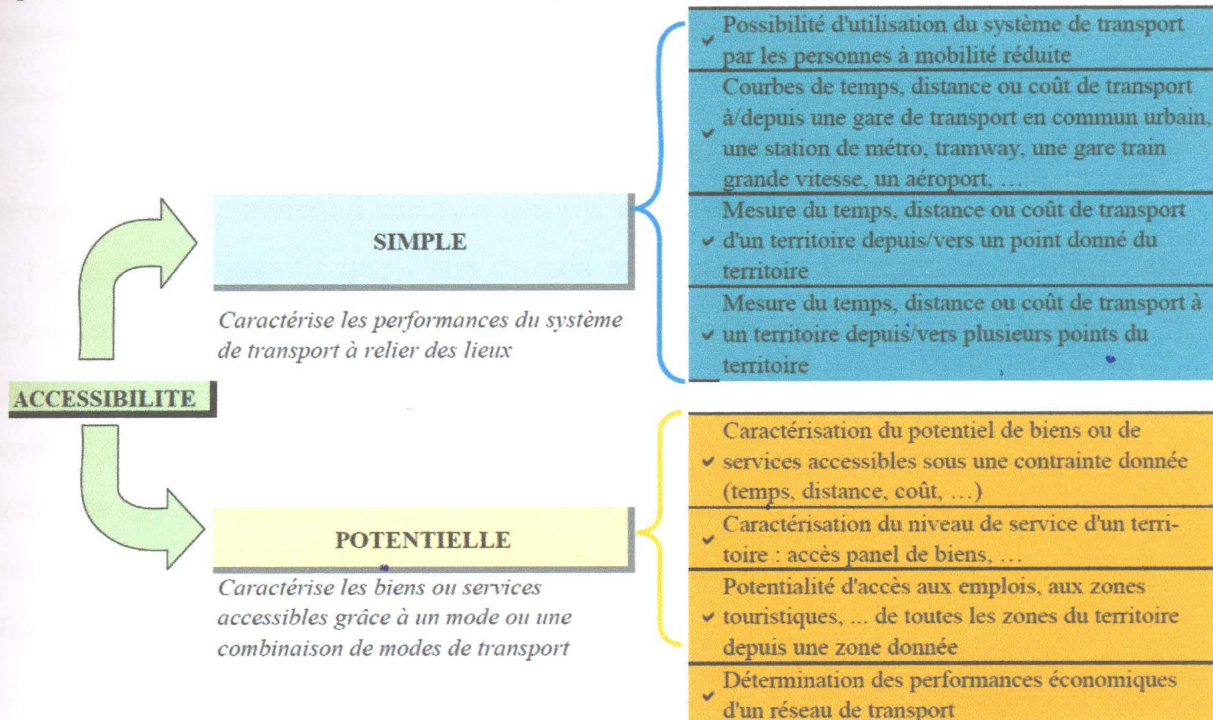 ACCESSIBILITE
SIMPLE
Caractérise les performances du système
de transport à relier des lieux
Possibilité d'utilisation du système de transport
par les personnes à mobilité réduite
Courbes de temps, distance ou coût de transport
à/depuis une gare de transport en commun urbain,
une station de métro, tramway, une gare train
grande vitesse, un aéroport, …
Mesure du temps, distance ou coût de transport
d'un territoire depuis/vers un point donné du
territoire
Mesure du temps, distance ou coût de transport à
un territoire depuis/vers plusieurs points du
territoire
POTENTIELLE
Caractérise les biens ou services
accessibles grâce à un mode ou une
combinaison de modes de transport
Caractérisation du potentiel de biens ou de
services accessibles sous une contrainte donnée
(temps, distance, coût, …)
Caractérisation du niveau de service d'un terri-
toire : accès panel de biens, …
Potentialité d'accès aux emplois, aux zones
touristiques, ... de toutes les zones du territoire
depuis une zone donnée
Détermination des performances économiques
d'un réseau de transport